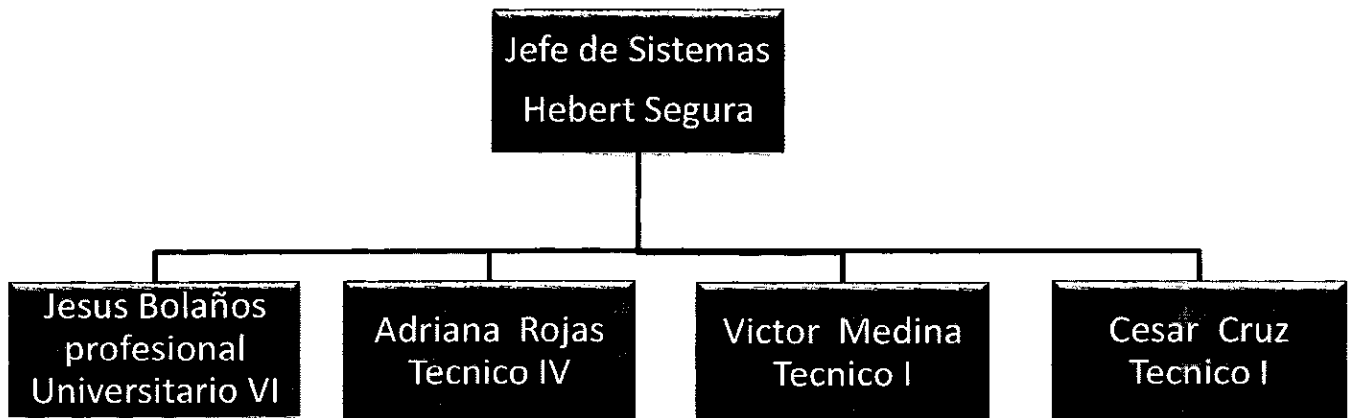 Jefe de Sistemas
Hebert Segura
Jesus Bolaños
profesional
Universitario VI
Adriana Rojas
Tecnico IV
Victor Medina
Tecnico I
Cesar Cruz
Tecnico I